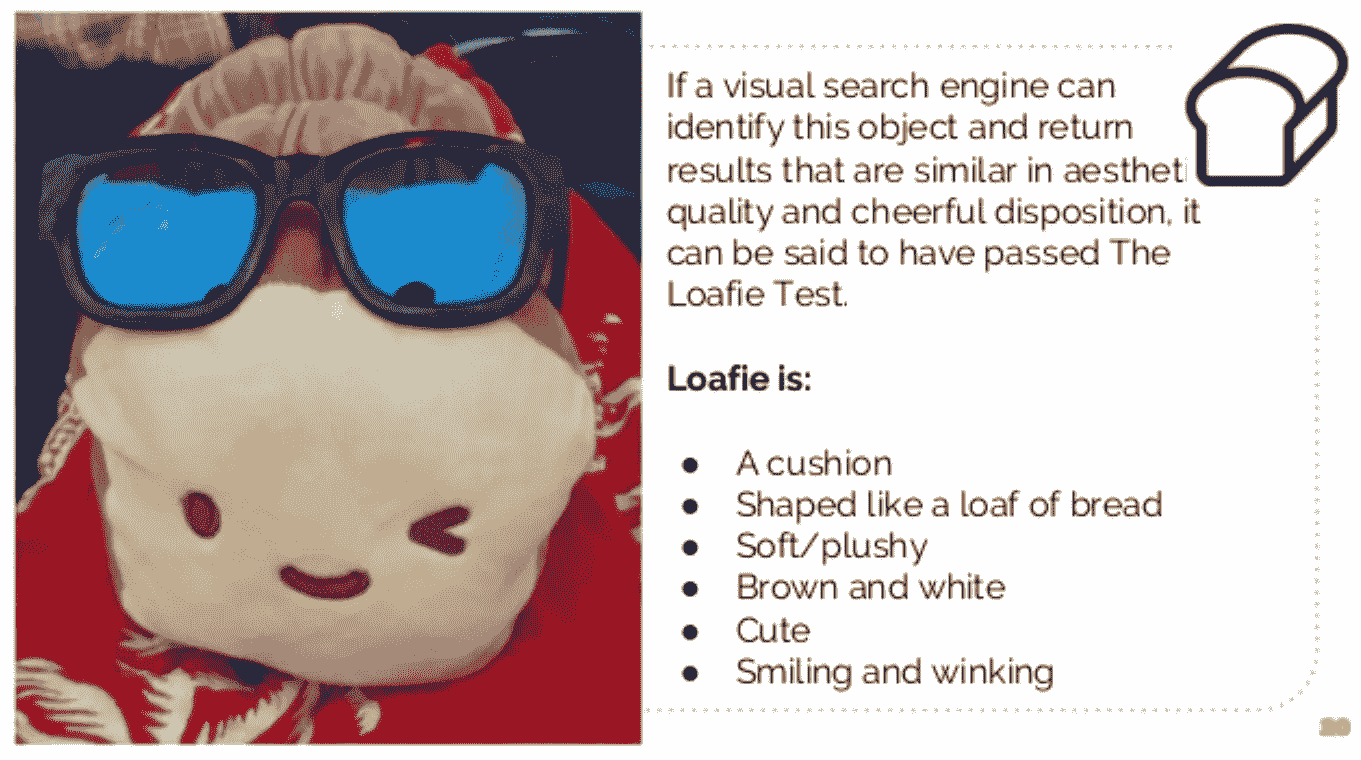 If a visual search engine can
identify this object and return
results that are similar in aestheti
quality and cheerful disposition, it
can be said to have passed The
Loafie Test.
Loafie is:
● A cushion
● Shaped like a loaf of bread
● Soft/plushy
● Brown and white
● Cute
● Smiling and winking